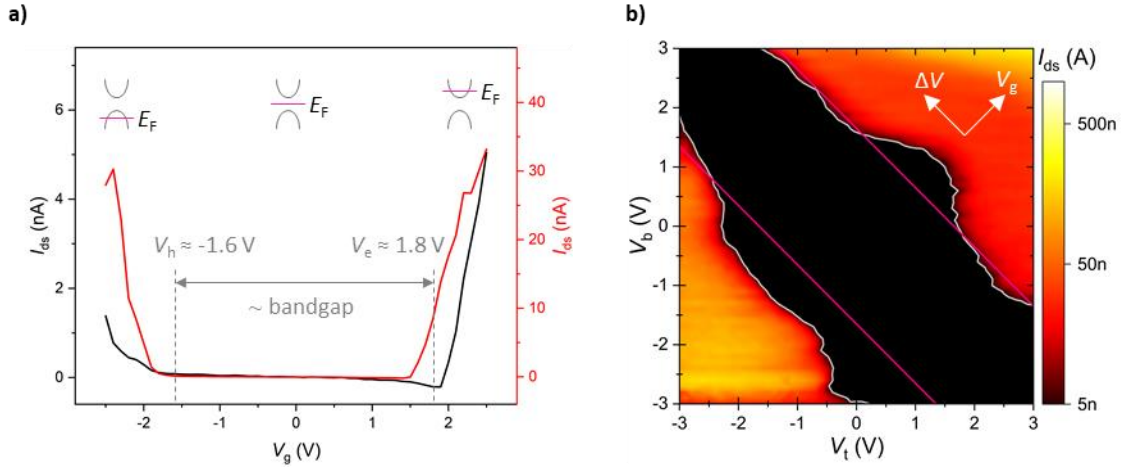 a)
b)
6
4
2
0
I_ds (nA)
E_F
E_F
E_F
V_h ≈ -1.6 V
V_e ≈ 1.8 V
~ bandgap
40
30
20
10
0
I_ds (nA)
-2
-1
0
1
2
V_g (V)
3
2
1
0
-1
-2
-3
V_b (V)
ΔV
V_g
-3
-2
-1
0
1
2
3
V_t (V)
I_ds (A)
500n
50n
5n